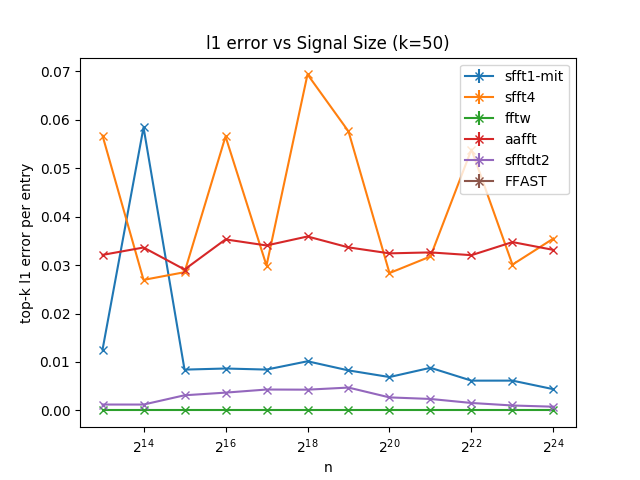 l1 error vs Signal Size (k=50)
top-k l1 error per entry
0.07
0.06
0.05
0.04
0.03
0.02
0.01
0.00
2^14 2^16 2^18 2^20 2^22 2^24
n
sfft1-mit
sfft4
fftw
aafft
sfftdt2
FFAST